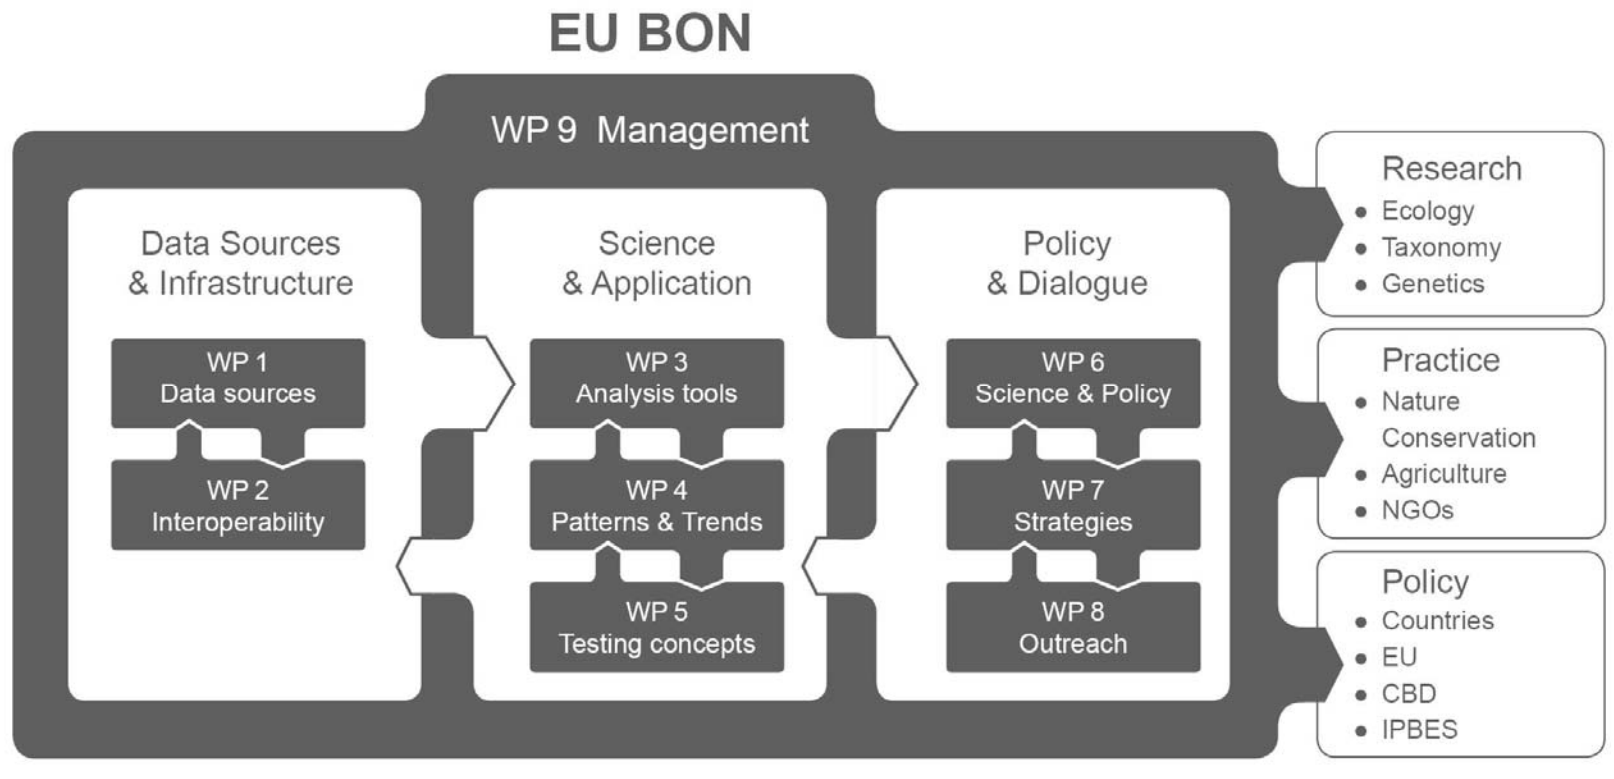 EU BON
WP 9 Management
Data Sources
& Infrastructure
WP 1
Data sources
WP 2
Interoperability
Science
& Application
WP 3
Analysis tools
WP 4
Patterns & Trends
WP 5
Testing concepts
Policy
& Dialogue
WP 6
Science & Policy
WP 7
Strategies
WP 8
Outreach
Research
• Ecology
• Taxonomy
• Genetics
Practice
• Nature
Conservation
• Agriculture
• NGOs
Policy
• Countries
• EU
• CBD
• IPBES